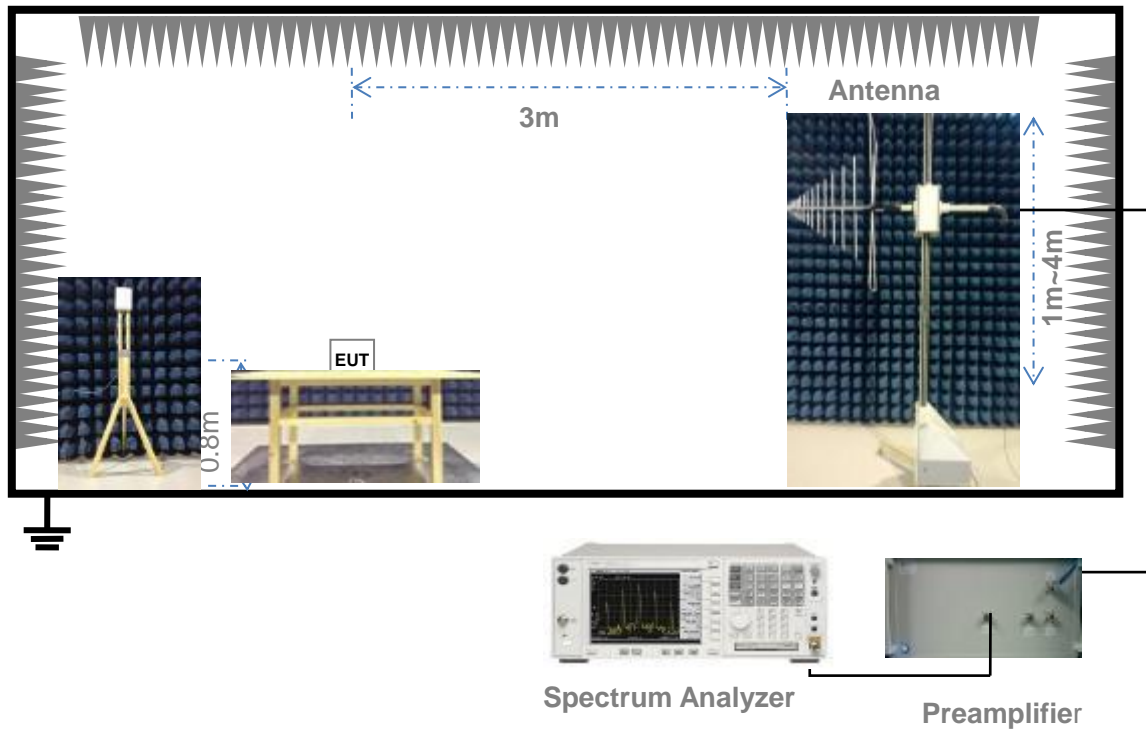 Antenna
3m
1m~4m
EUT
0.8m
Spectrum Analyzer
Preamplifier